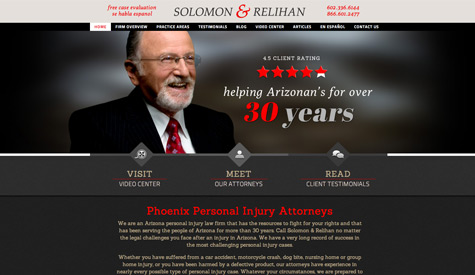 free case evaluation
se habla espanol
SOLOMON & RELIHAN
602.336.6144
866.601.2477
HOME FIRM OVERVIEW PRACTICE AREAS TESTIMONIALS BLOG VIDEO CENTER ARTICLES EN ESPAÑOL CONTACT US
4.5 CLIENT RATING
helping Arizonan's for over
30 years
VISIT
VIDEO CENTER
MEET
OUR ATTORNEYS
READ
CLIENT TESTIMONIALS
Phoenix Personal Injury Attorneys
We are an Arizona personal injury law firm that has the resources to fight for your rights and that
has been serving the people of Arizona for more than 30 years. Call Solomon & Relihan no matter
the legal challenges you face after an injury in Arizona. We have a very long record of success in
the most challenging personal injury cases.
Whether you have suffered from a car accident, motorcycle crash, dog bite, nursing home or group
home injury, or you have been harmed by a defective product, our attorneys have experience in
nearly every possible type of personal injury case. Whatever your circumstances, we are prepared to